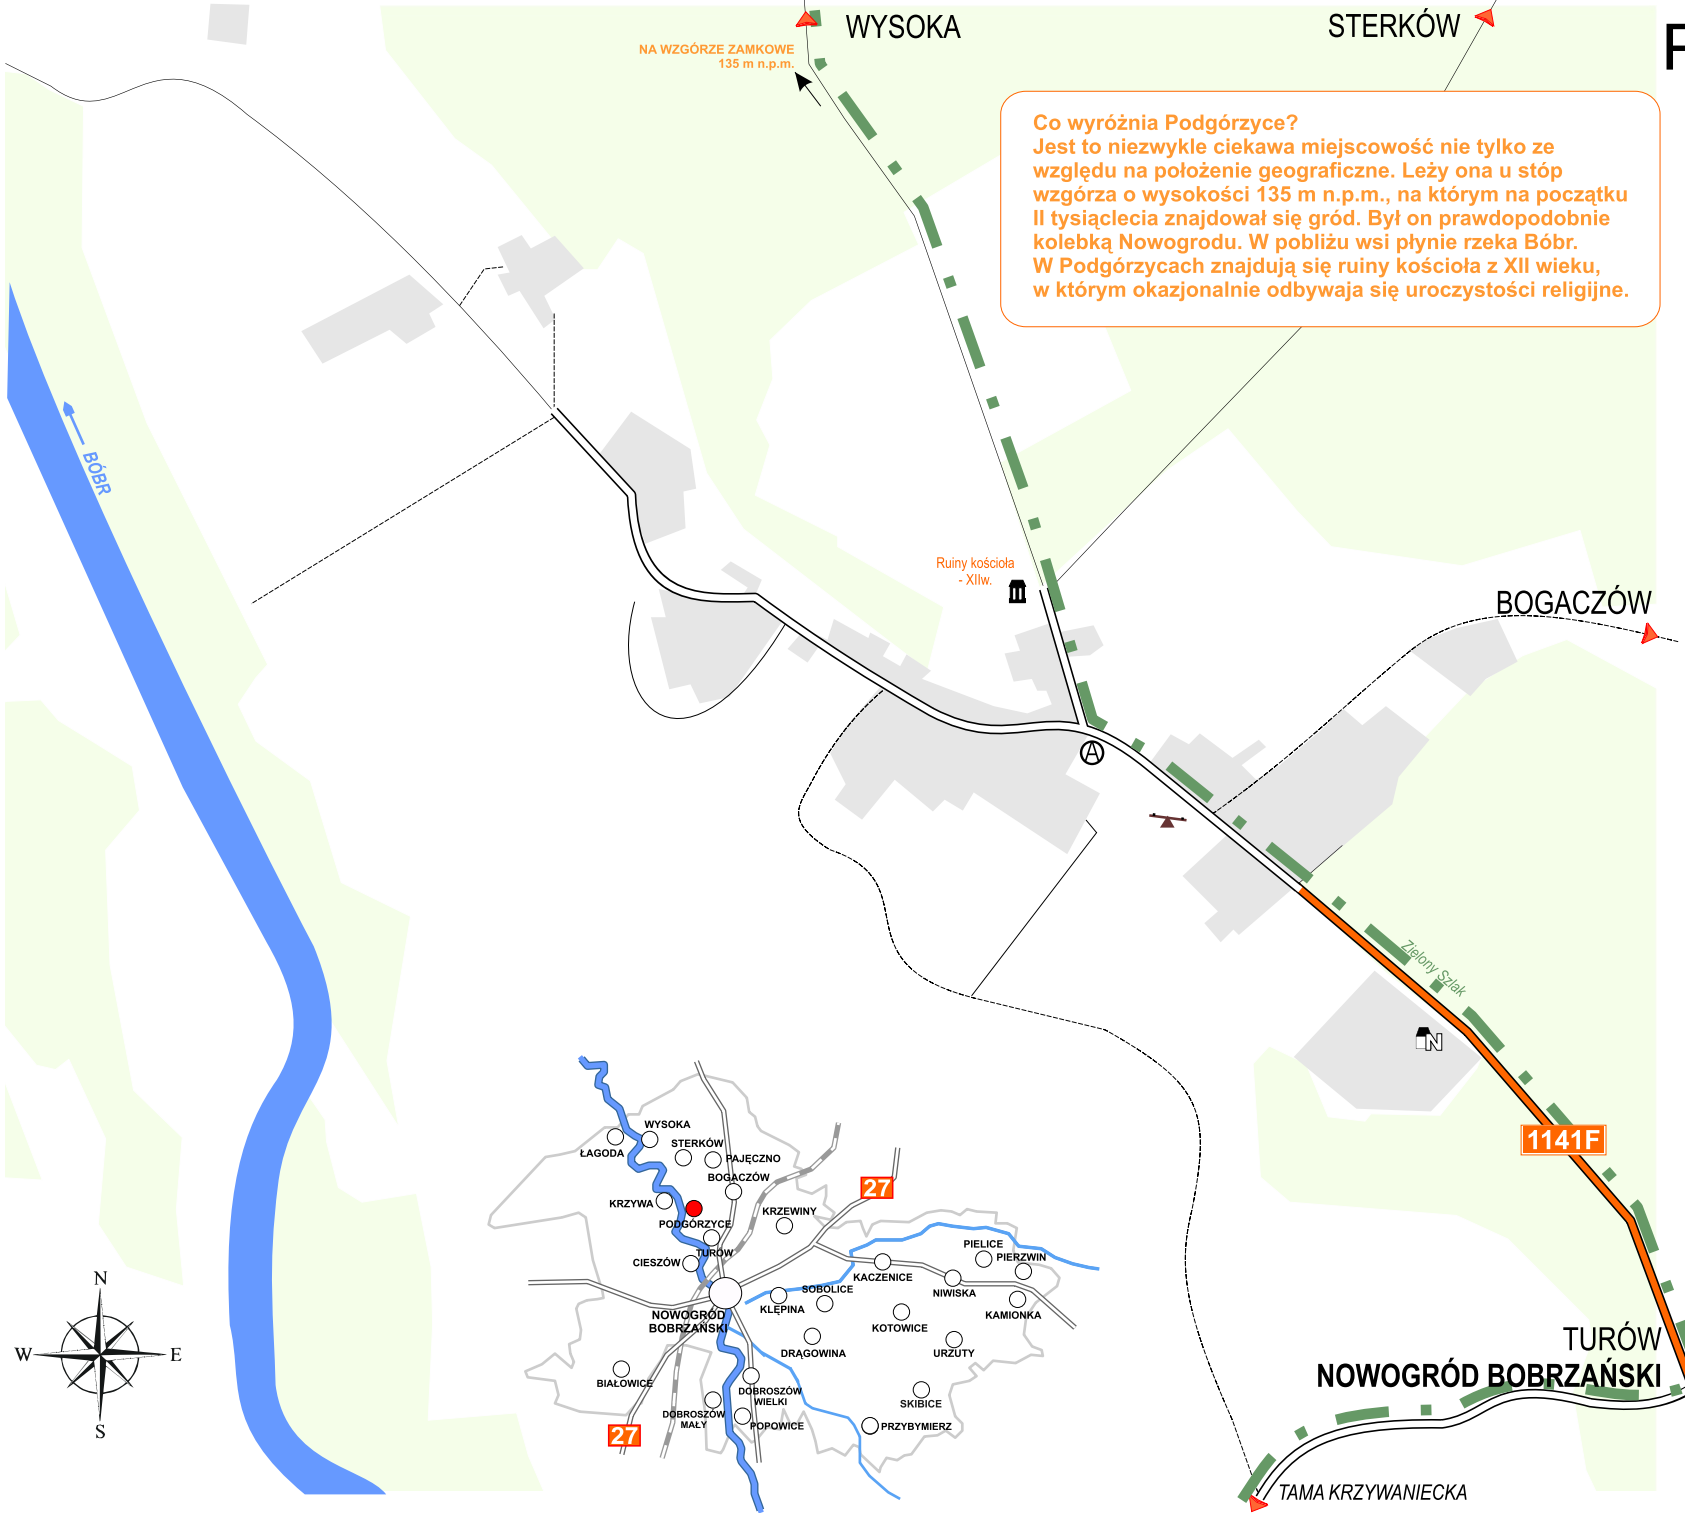 WYSOKA
STERKÓW
P
NA WZGÓRZE ZAMKOWE
135 m n.p.m.
Co wyróżnia Podgórzyce?
Jest to niezwykle ciekawa miejscowość nie tylko ze
względu na położenie geograficzne. Leży ona u stóp
wzgórza o wysokości 135 m n.p.m., na którym na początku
II tysiąclecia znajdował się gród. Był on prawdopodobnie
kolebką Nowogrodu. W pobliżu wsi płynie rzeka Bóbr.
W Podgórzycach znajdują się ruiny kościoła z XII wieku,
w którym okazjonalnie odbywaja się uroczystości religijne.
BÓBR
Ruiny kościoła
- XIIw.
BOGACZÓW
A
Zielony Szlak
N
1141F
TURÓW
NOWOGRÓD BOBRZAŃSKI
TAMA KRZYWANIECKA
N
W
E
S
WYSOKA
ŁAGODA
STERKÓW
PAJĘCZNO
BOGACZÓW
27
KRZYWA
PODGÓRZYCE
KRZEWINY
TURÓW
CIESZÓW
PIELICE
PIERZWIN
KACZENICE
NIWISKA
SOBOLICE
KLĘPINA
KAMIONKA
NOWOGRÓD
BOBRZAŃSKI
KOTOWICE
DRĄGOWINA
URZUTY
BIAŁOWICE
DOBROSZÓW
WIELKI
SKIBICE
DOBROSZÓW
MAŁY
POPOWICE
PRZYBYMIERZ
27